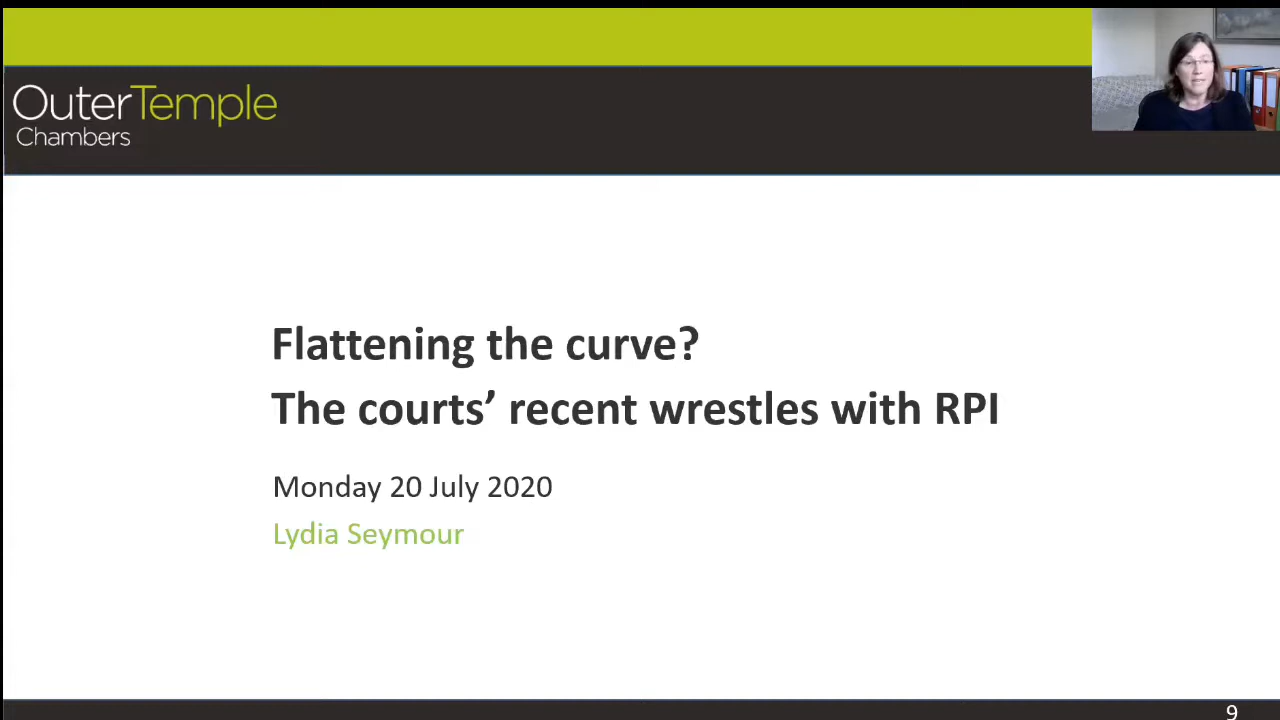 OuterTemple
Chambers
Flattening the curve?
The courts’ recent wrestles with RPI
Monday 20 July 2020
Lydia Seymour
9